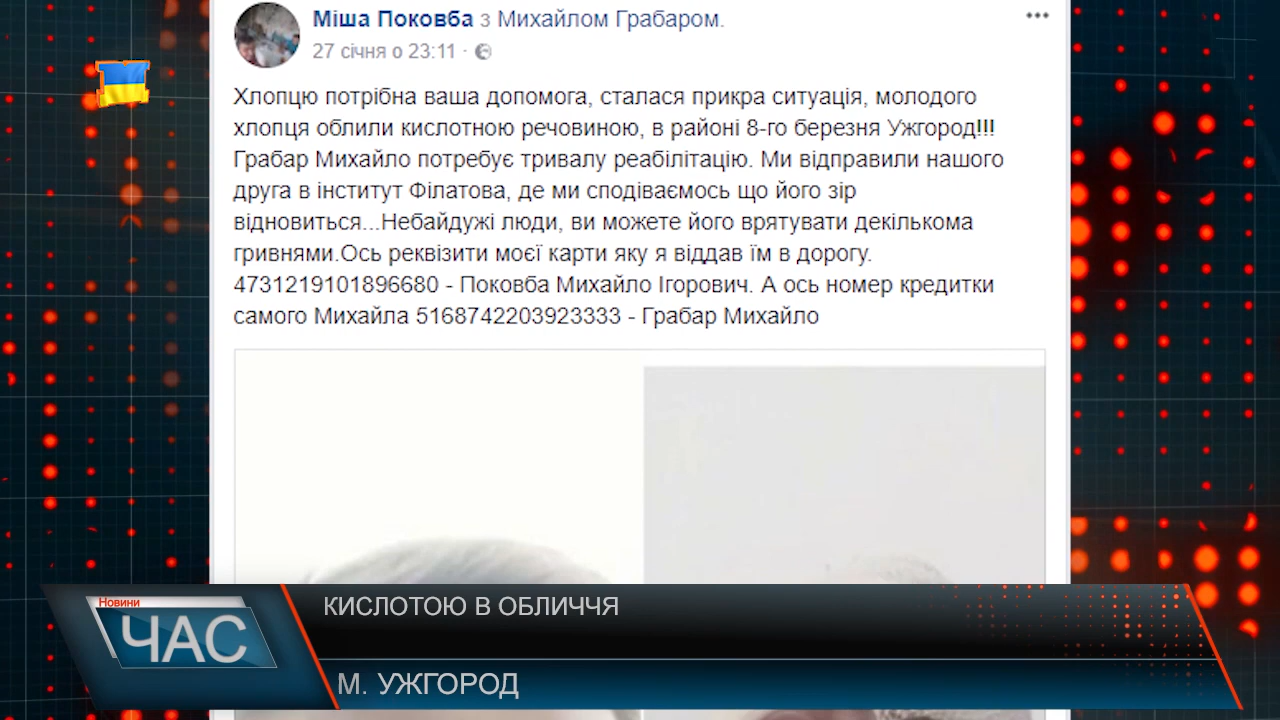 Міша Поковба з Михайлом Грабаром.
27 січня о 23:11 ·
Хлопцю потрібна ваша допомога, сталася прикра ситуація, молодого
хлопця облили кислотною речовиною, в районі 8-го березня Ужгород!!!
Грабар Михайло потребує тривалу реабілітацію. Ми відправили нашого
друга в інститут Філатова, де ми сподіваємось що його зір
відновиться...Небайдужі люди, ви можете його врятувати декількома
гривнями.Ось реквізити моєї карти яку я віддав їм в дорогу.
4731219101896680 - Поковба Михайло Ігорович. А ось номер кредитки
самого Михайла 5168742203923333 - Грабар Михайло
Новини
ЧАС
КИСЛОТОЮ В ОБЛИЧЧЯ
М. УЖГОРОД